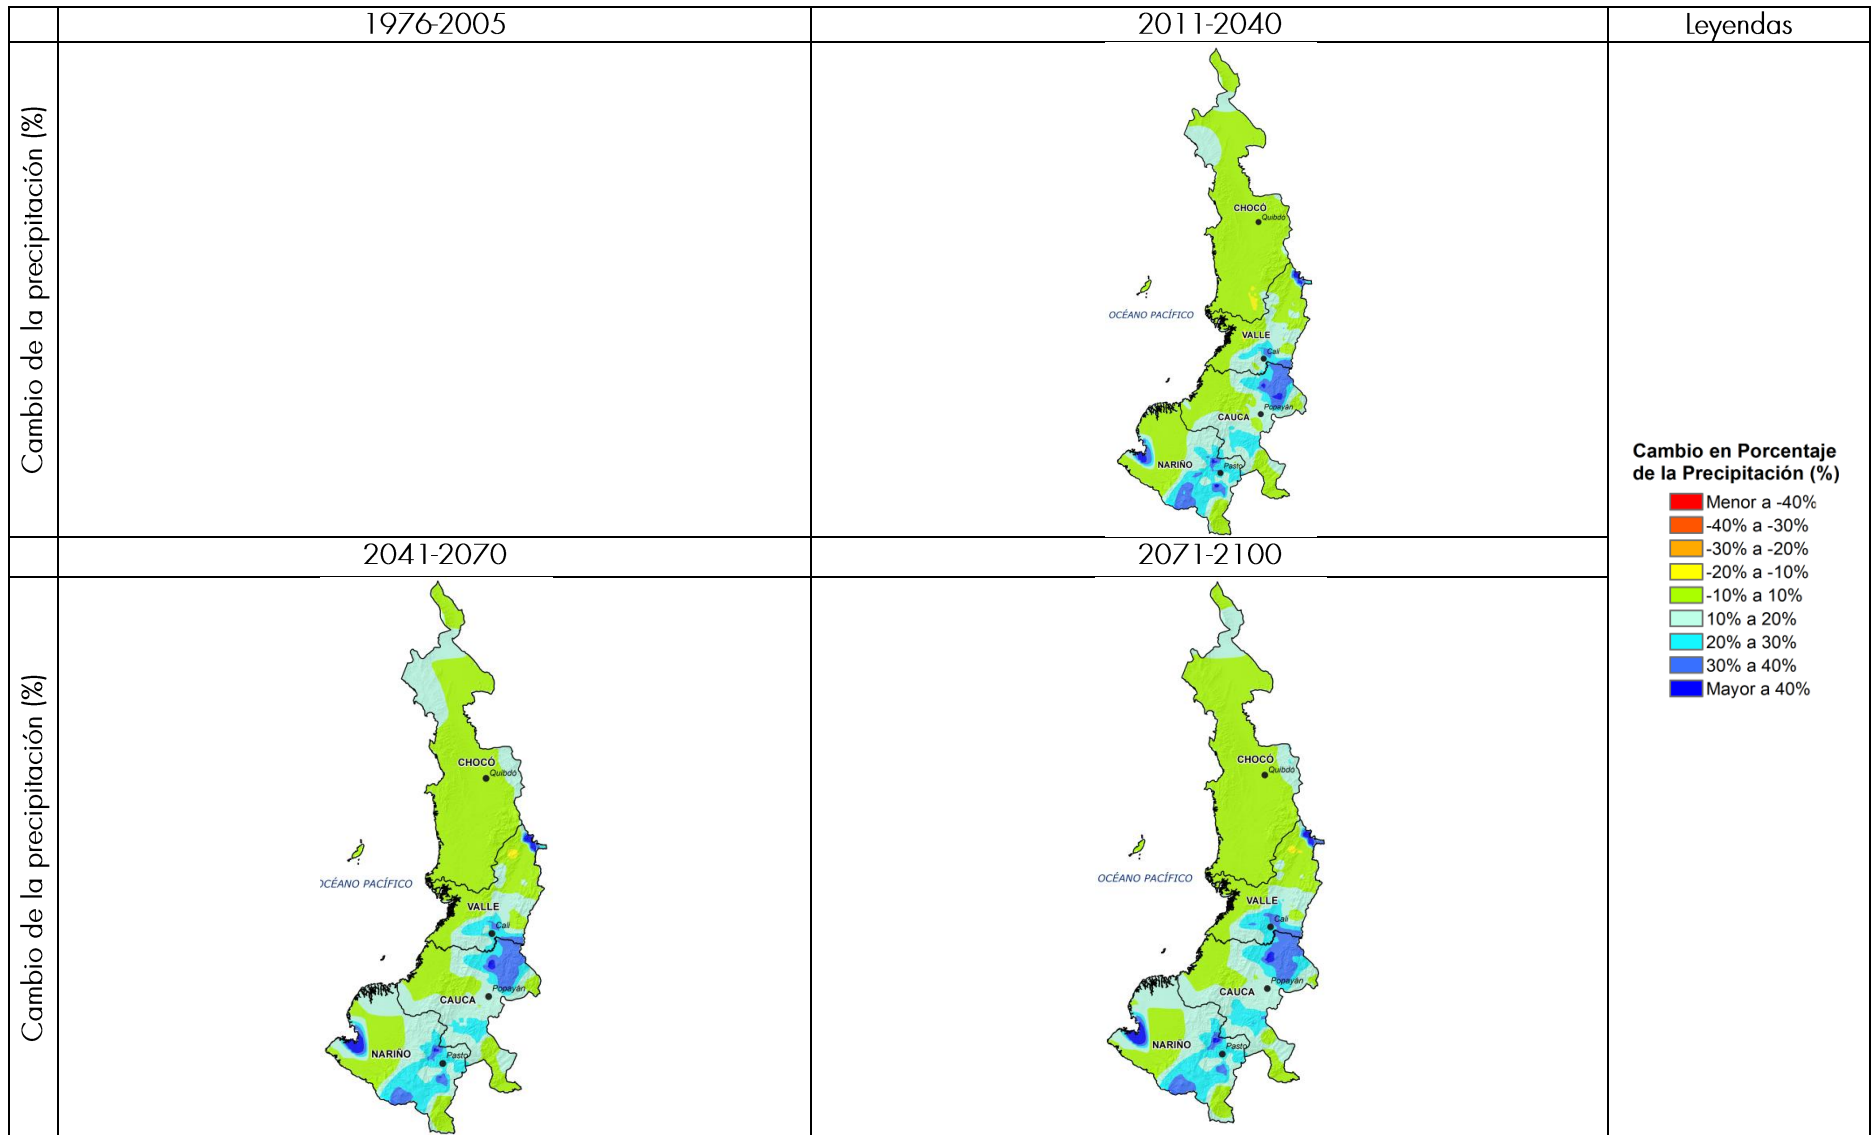 1976-2005
2011-2040
Leyendas
Cambio de la precipitación (%)
CHOCÓ
Quibdó
OCÉANO PACÍFICO
VALLE
Cali
Popayán
CAUCA
NARIÑO
Pasto
Cambio en Porcentaje
de la Precipitación (%)
Menor a -40%
-40% a -30%
-30% a -20%
-20% a -10%
-10% a 10%
10% a 20%
20% a 30%
30% a 40%
Mayor a 40%
2041-2070
2071-2100
Cambio de la precipitación (%)
CHOCÓ
Quibdó
OCÉANO PACÍFICO
VALLE
Cali
Popayán
CAUCA
NARIÑO
Pasto
CHOCÓ
Quibdó
OCÉANO PACÍFICO
VALLE
Cali
Popayán
CAUCA
NARIÑO
Pasto